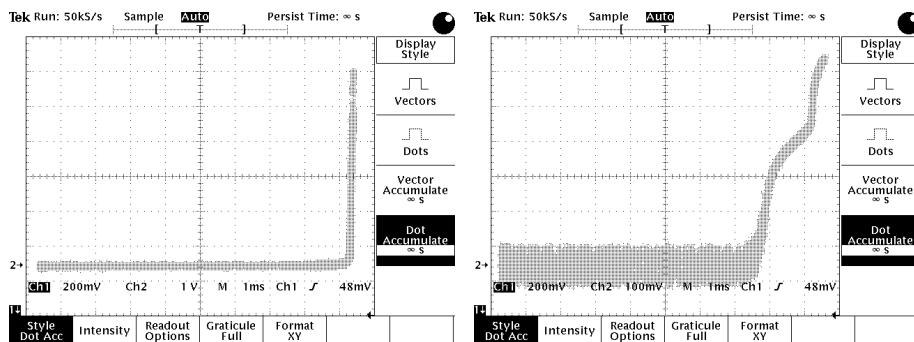 Tek Run: 50kS/s Sample Auto Persist Time: ∞ s
Display
Style
Vectors
Dots
Vector
Accumulate
∞ s
Dot
Accumulate
∞ s
2→
Ch1 200mV Ch2 1 V M 1ms Ch1 48mV
1↓
Style
Dot Acc
Intensity
Readout
Options
Graticule
Full
Format
XY
Tek Run: 50kS/s Sample Auto Persist Time: ∞ s
Display
Style
Vectors
Dots
Vector
Accumulate
∞ s
Dot
Accumulate
∞ s
2→
Ch1 200mV Ch2 100mV M 1ms Ch1 48mV
1↓
Style
Dot Acc
Intensity
Readout
Options
Graticule
Full
Format
XY